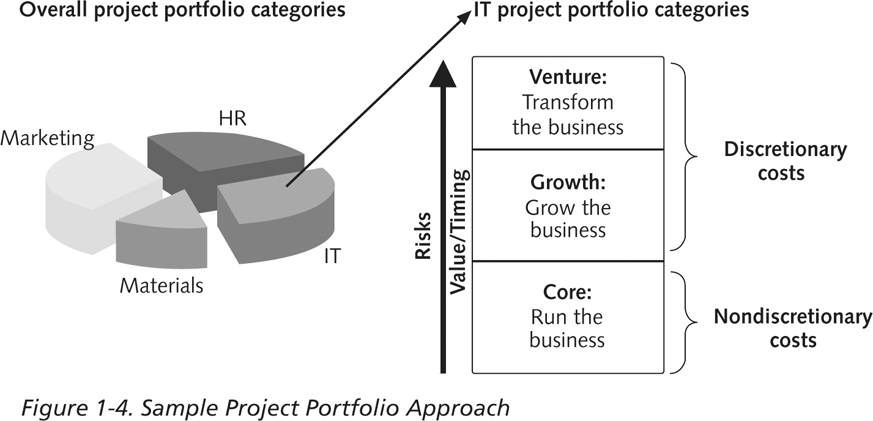 Overall project portfolio categories
IT project portfolio categories
Marketing
HR
Materials
IT
Risks
Value/Timing
Venture:
Transform
the business
Growth:
Grow the
business
Core:
Run the
business
Discretionary
costs
Nondiscretionary
costs
Figure 1-4. Sample Project Portfolio Approach